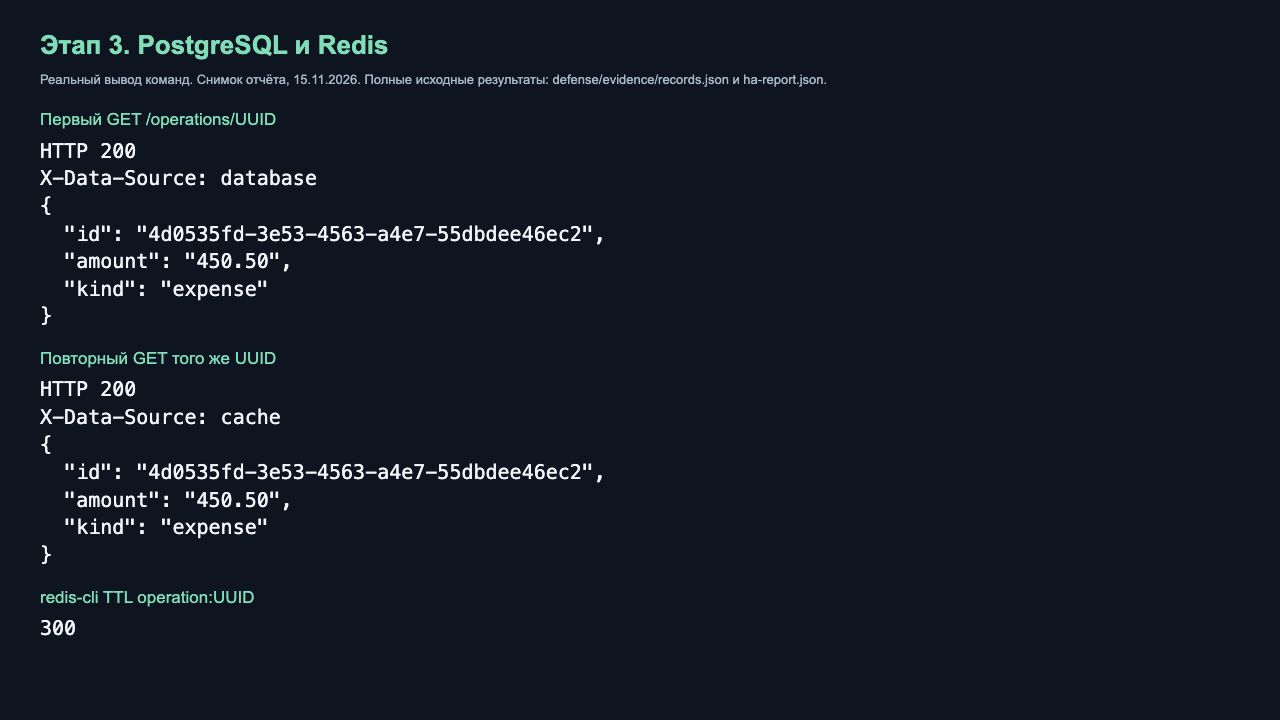 Этап 3. PostgreSQL и Redis
Реальный вывод команд. Снимок отчёта, 15.11.2026. Полные исходные результаты: defense/evidence/records.json и ha-report.json.
Первый GET /operations/UUID
HTTP 200
X-Data-Source: database
{
  "id": "4d0535fd-3e53-4563-a4e7-55dbdee46ec2",
  "amount": "450.50",
  "kind": "expense"
}
Повторный GET того же UUID
HTTP 200
X-Data-Source: cache
{
  "id": "4d0535fd-3e53-4563-a4e7-55dbdee46ec2",
  "amount": "450.50",
  "kind": "expense"
}
redis-cli TTL operation:UUID
300